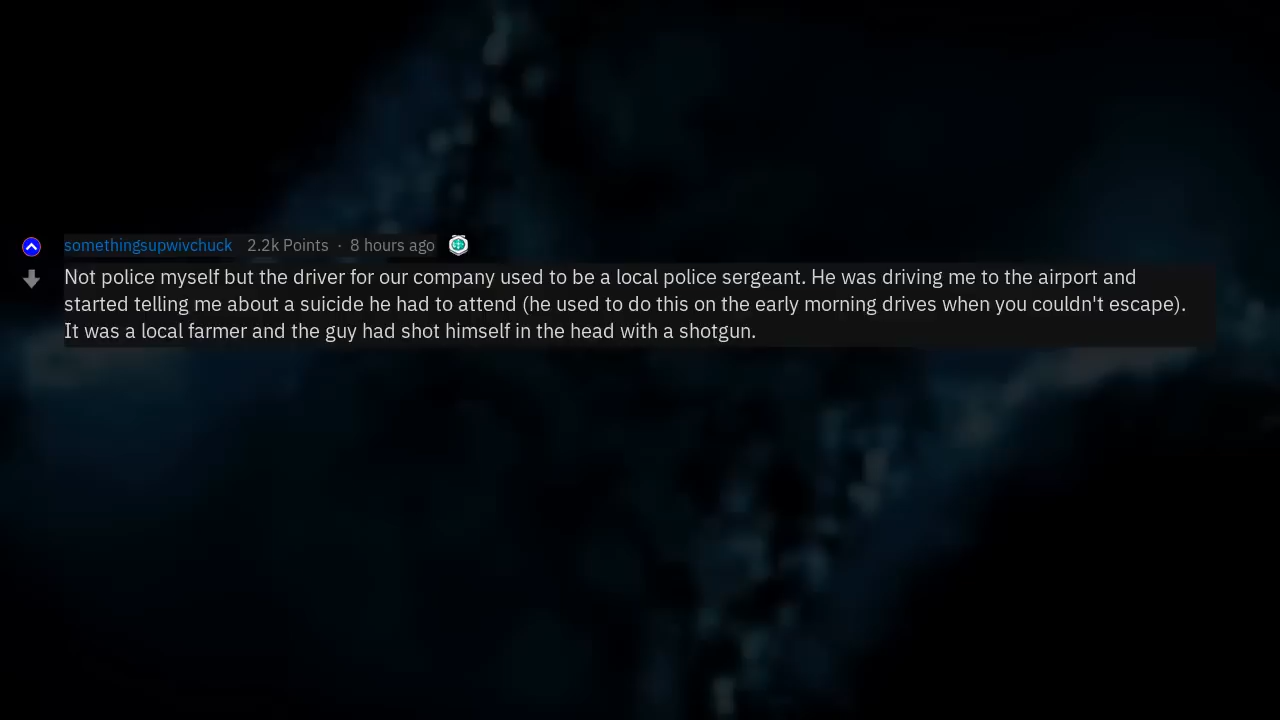 somethingsupwivchuck 2.2k Points · 8 hours ago
Not police myself but the driver for our company used to be a local police sergeant. He was driving me to the airport and
started telling me about a suicide he had to attend (he used to do this on the early morning drives when you couldn't escape).
It was a local farmer and the guy had shot himself in the head with a shotgun.